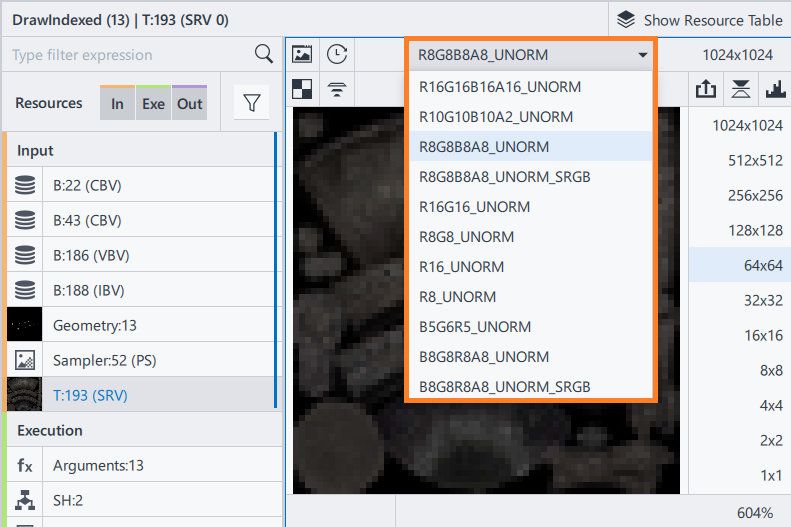 DrawIndexed (13) | T:193 (SRV 0)
Show Resource Table
Type filter expression
R8G8B8A8_UNORM
1024x1024
Resources
In
Exe
Out
Input
B:22 (CBV)
B:43 (CBV)
B:186 (VBV)
B:188 (IBV)
Geometry:13
Sampler:52 (PS)
T:193 (SRV)
Execution
fx
Arguments:13
SH:2
R16G16B16A16_UNORM
R10G10B10A2_UNORM
R8G8B8A8_UNORM
R8G8B8A8_UNORM_SRGB
R16G16_UNORM
R8G8_UNORM
R16_UNORM
R8_UNORM
B5G6R5_UNORM
B8G8R8A8_UNORM
B8G8R8A8_UNORM_SRGB
1024x1024
512x512
256x256
128x128
64x64
32x32
16x16
8x8
4x4
2x2
1x1
604%